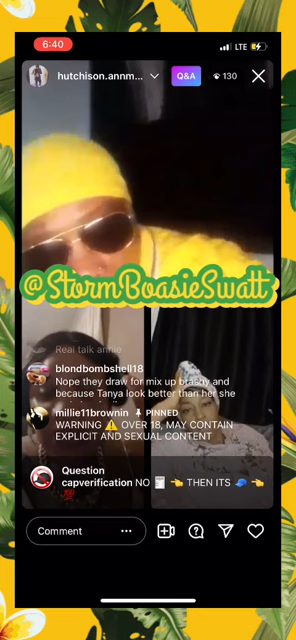 6:40
LTE
hutchison.annm...
Q&A
130
@StormBoasieSwatt
Real talk annie
blondbombshell18
Nope they draw for mix up brashy and
because Tanya look better than her she
millie11brownin PINNED
WARNING ⚠️ OVER 18, MAY CONTAIN
EXPLICIT AND SEXUAL CONTENT
Question
capverification NO 🧾 👈 THEN ITS 🧢 👈
💯
Comment